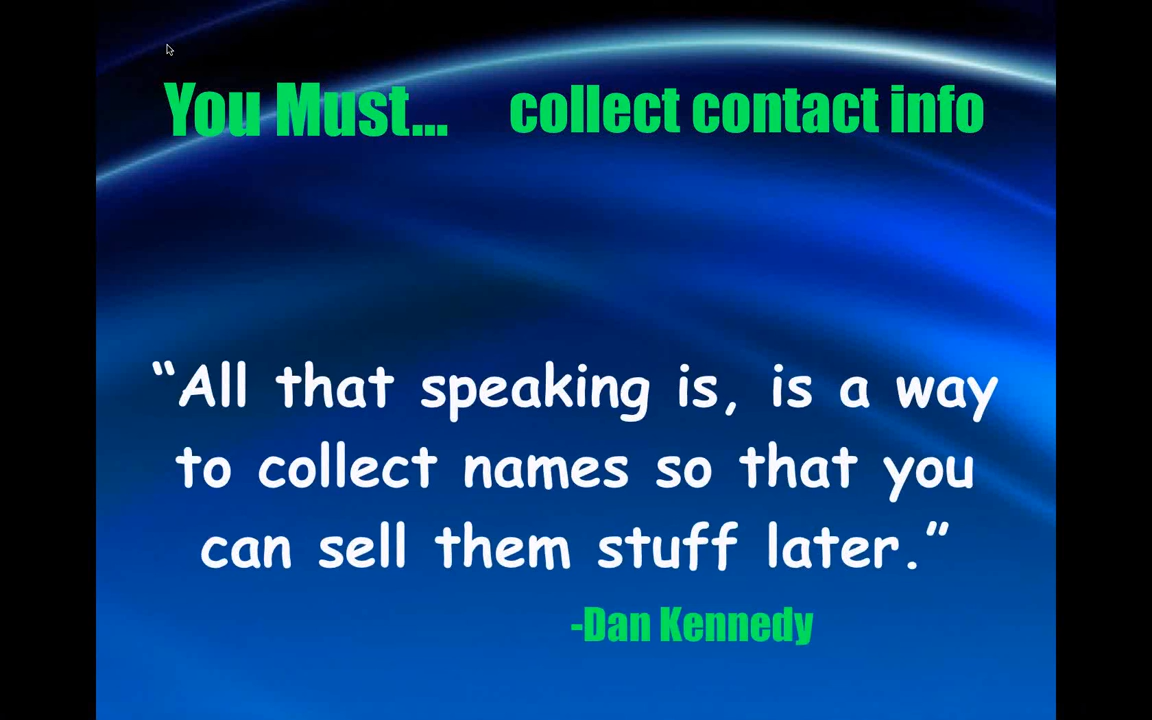 You Must... collect contact info
“All that speaking is, is a way
to collect names so that you
can sell them stuff later.”
-Dan Kennedy